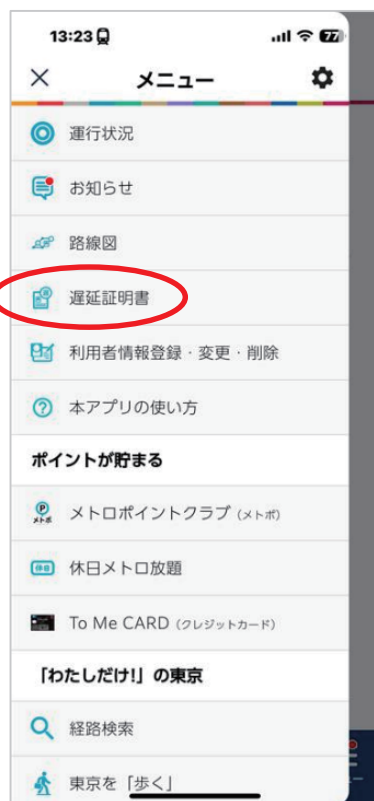 13:23
77
メニュー
運行状況
お知らせ
路線図
遅延証明書
利用者情報登録・変更・削除
本アプリの使い方
ポイントが貯まる
メトロポイントクラブ (メトポ)
休日メトロ放題
To Me CARD (クレジットカード)
「わたしだけ!」の東京
経路検索
東京を「歩く」